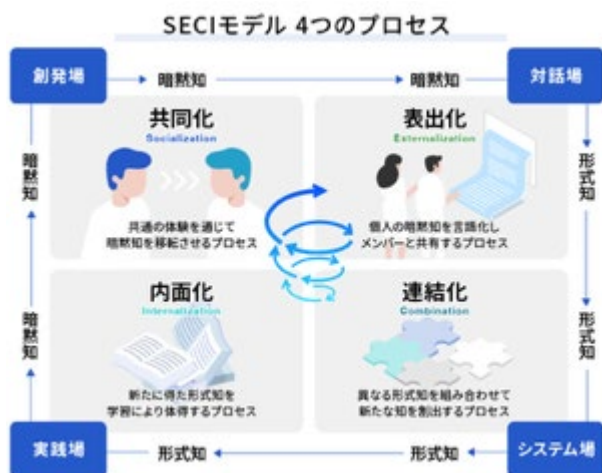 SECIモデル 4つのプロセス
創発場
暗黙知
暗黙知
対話場
共同化
Socialization
共通の体験を通じて
暗黙知を移転させるプロセス
表出化
Externalization
個人の暗黙知を言語化し
メンバーと共有するプロセス
暗黙知
形式知
内面化
Internalization
新たに得た形式知を
学習により体得するプロセス
連結化
Combination
異なる形式知を組み合わせて
新たな知を創出するプロセス
暗黙知
形式知
実践場
形式知
形式知
システム場